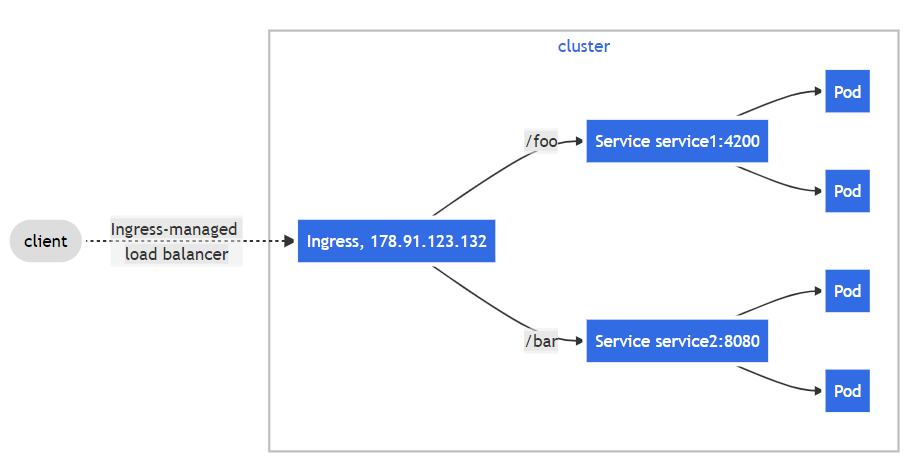 cluster
Pod
/foo
Service service1:4200
Pod
client
Ingress-managed
load balancer
Ingress, 178.91.123.132
Pod
/bar
Service service2:8080
Pod